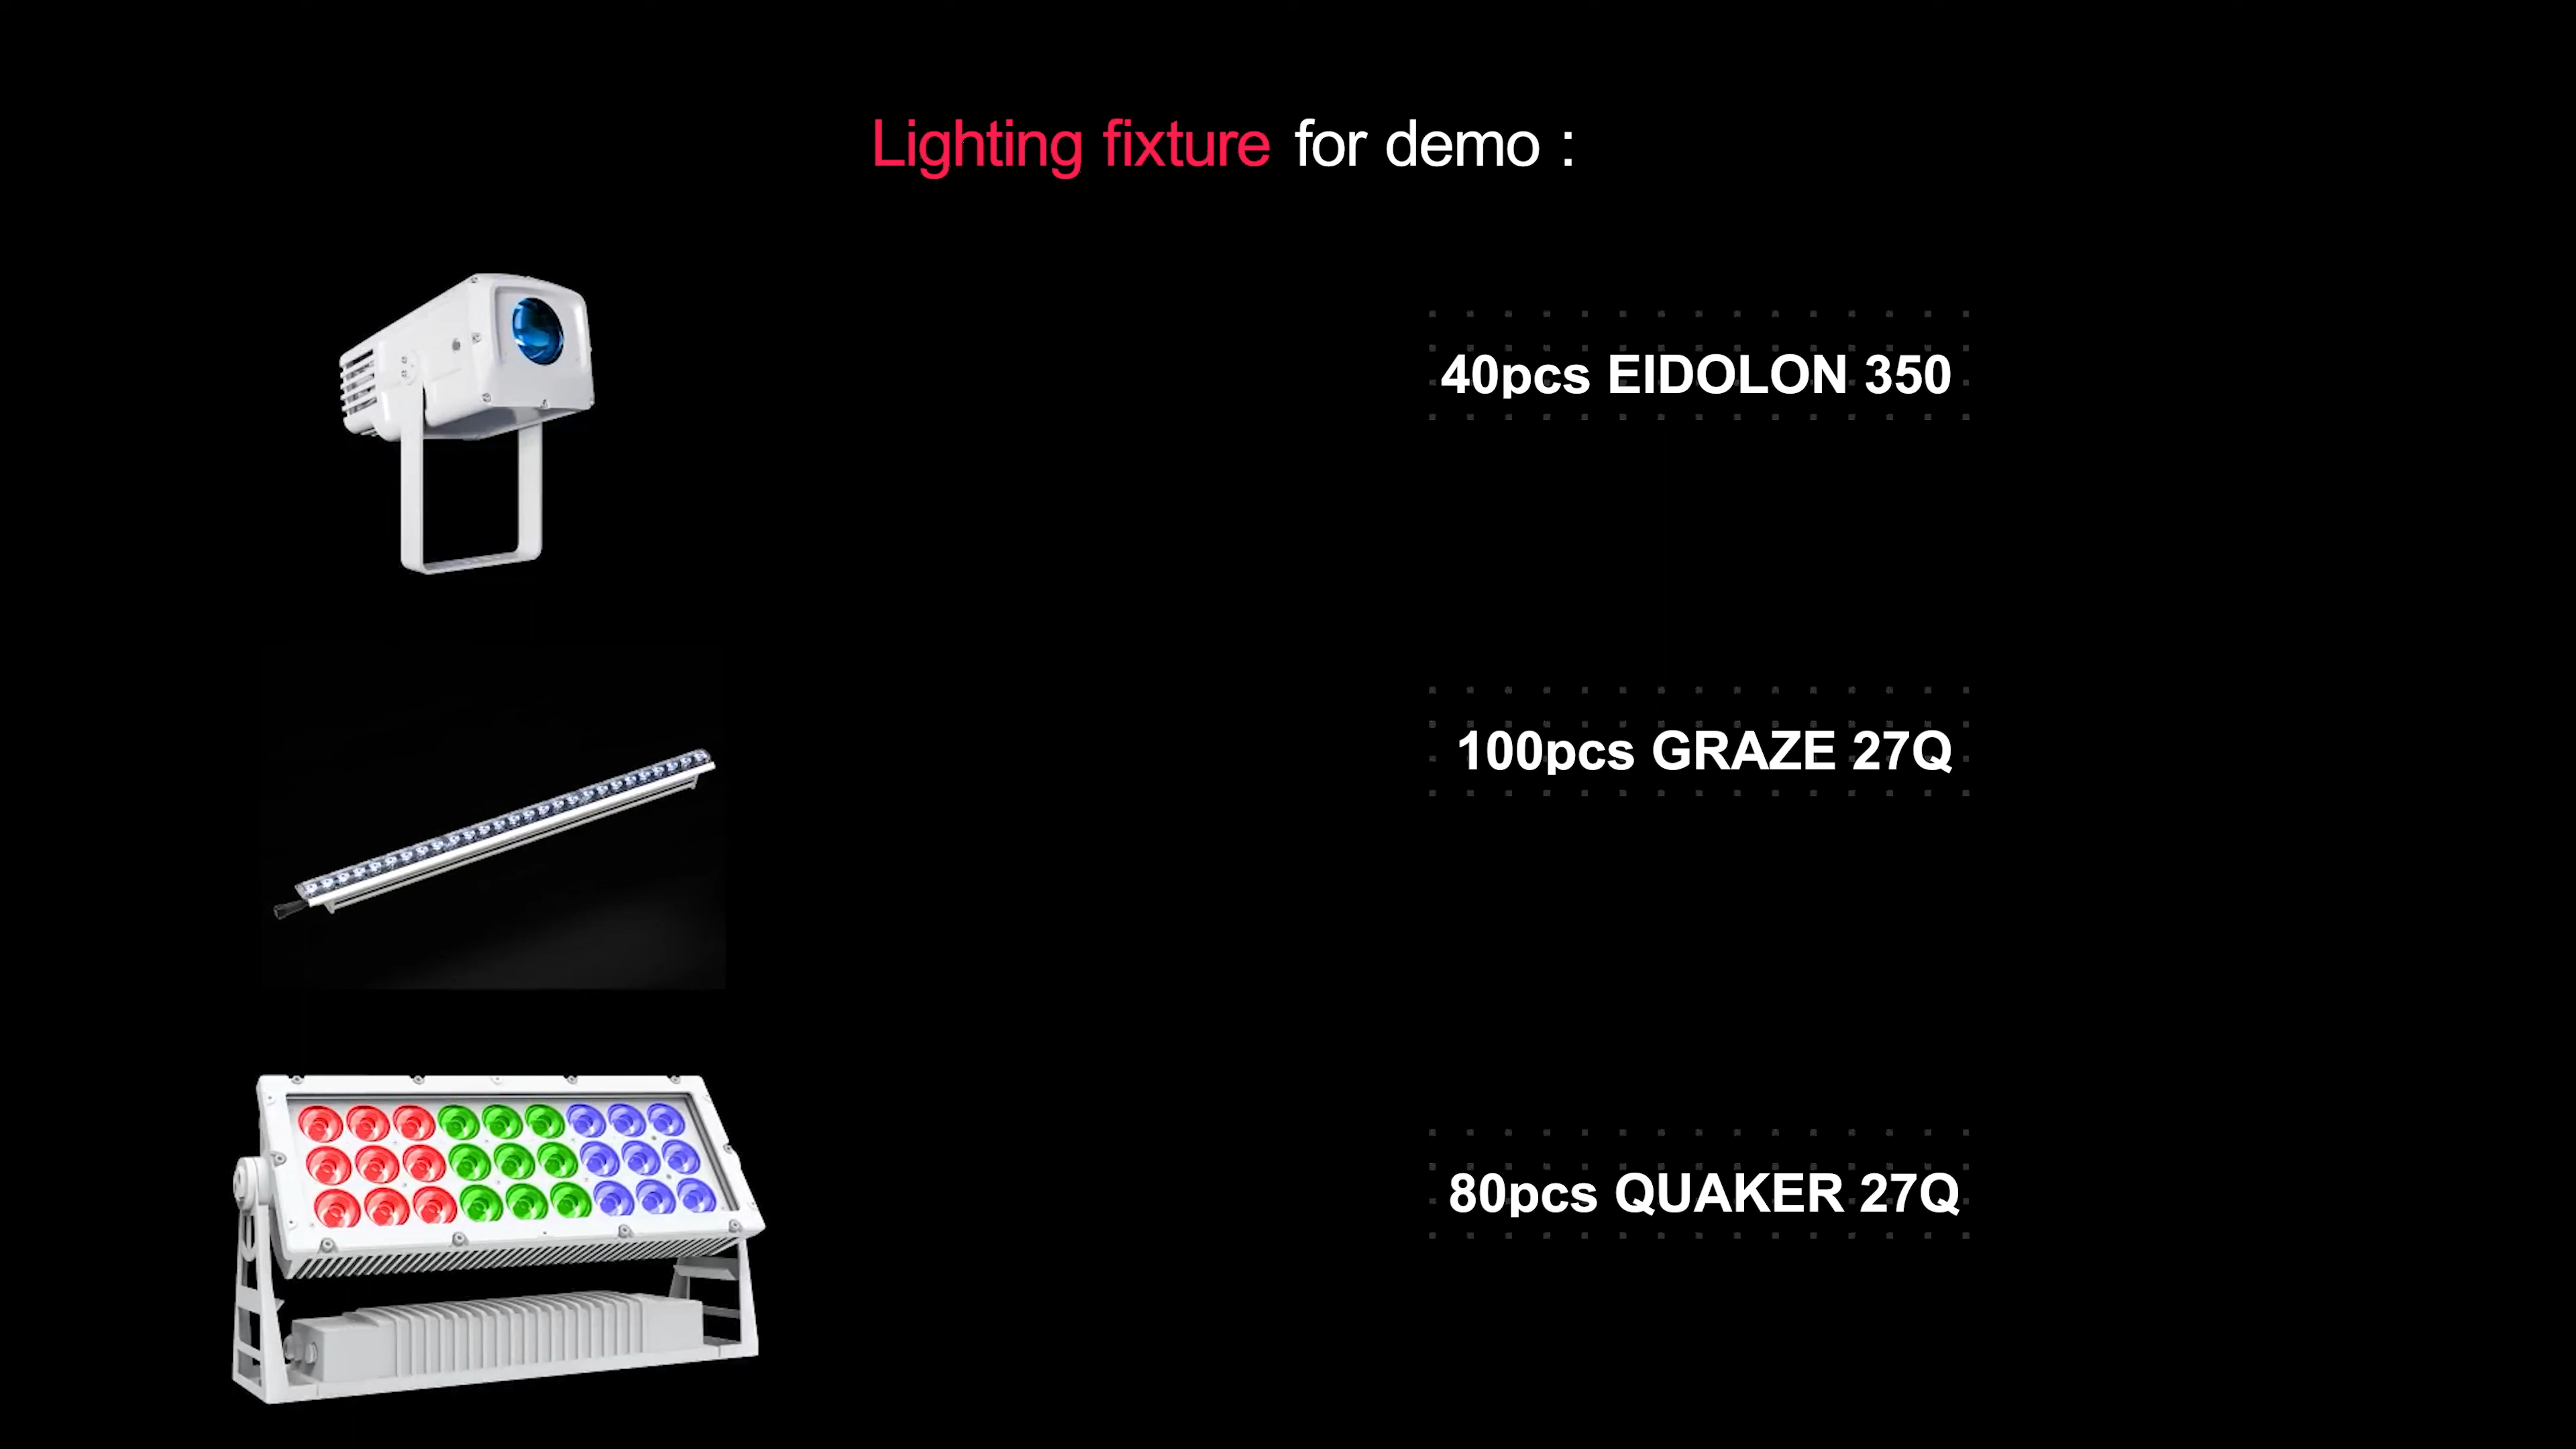 Lighting fixture for demo :
40pcs EIDOLON 350
100pcs GRAZE 27Q
80pcs QUAKER 27Q